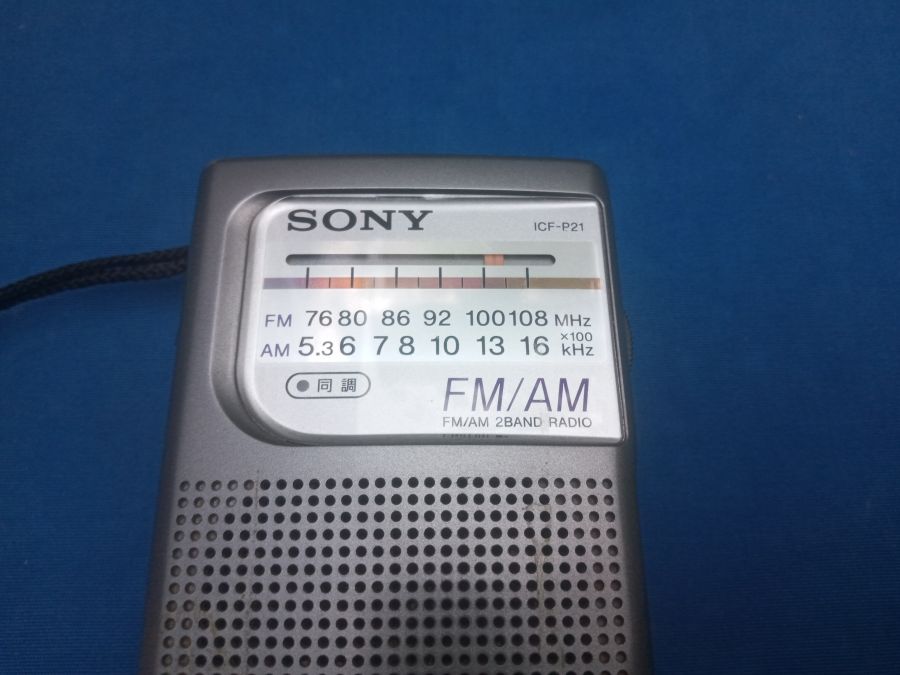 SONY
ICF-P21
FM 76 80 86 92 100 108 MHz
AM 5.3 6 7 8 10 13 16 ×100 kHz
同調
FM/AM
FM/AM 2BAND RADIO